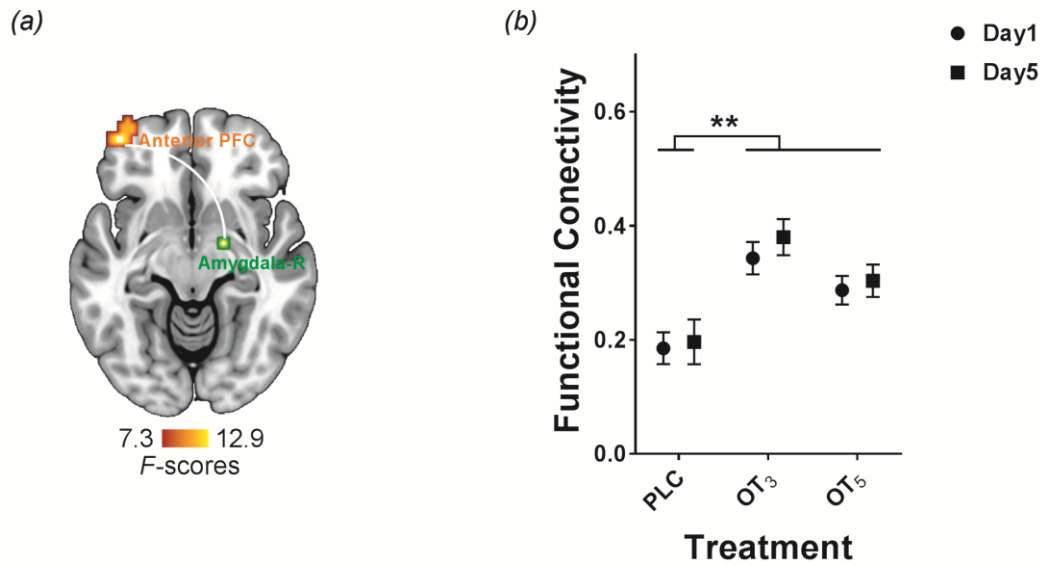 (a)
Anterior PFC
Amygdala-R
7.3 12.9
F-scores
(b)
Day1
Day5
Functional Conectivity
0.6
0.4
0.2
0.0
**
PLC
OT₃
OT₅
Treatment